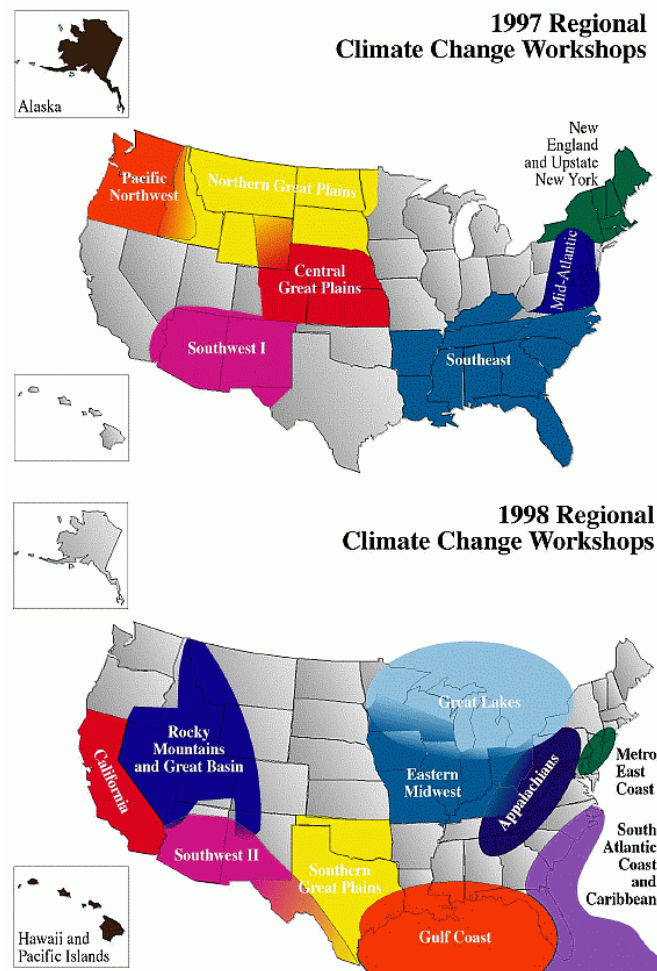 1997 Regional
Climate Change Workshops
Alaska
New
England
and Upstate
New York
Pacific
Northwest
Northern Great Plains
Mid-Atlantic
Central
Great Plains
Southwest I
Southeast
1998 Regional
Climate Change Workshops
Great Lakes
Rocky
Mountains
and Great Basin
California
Eastern
Midwest
Appalachians
Metro
East
Coast
South
Atlantic
Coast
and
Caribbean
Southwest II
Southern
Great Plains
Gulf Coast
Hawaii and
Pacific Islands